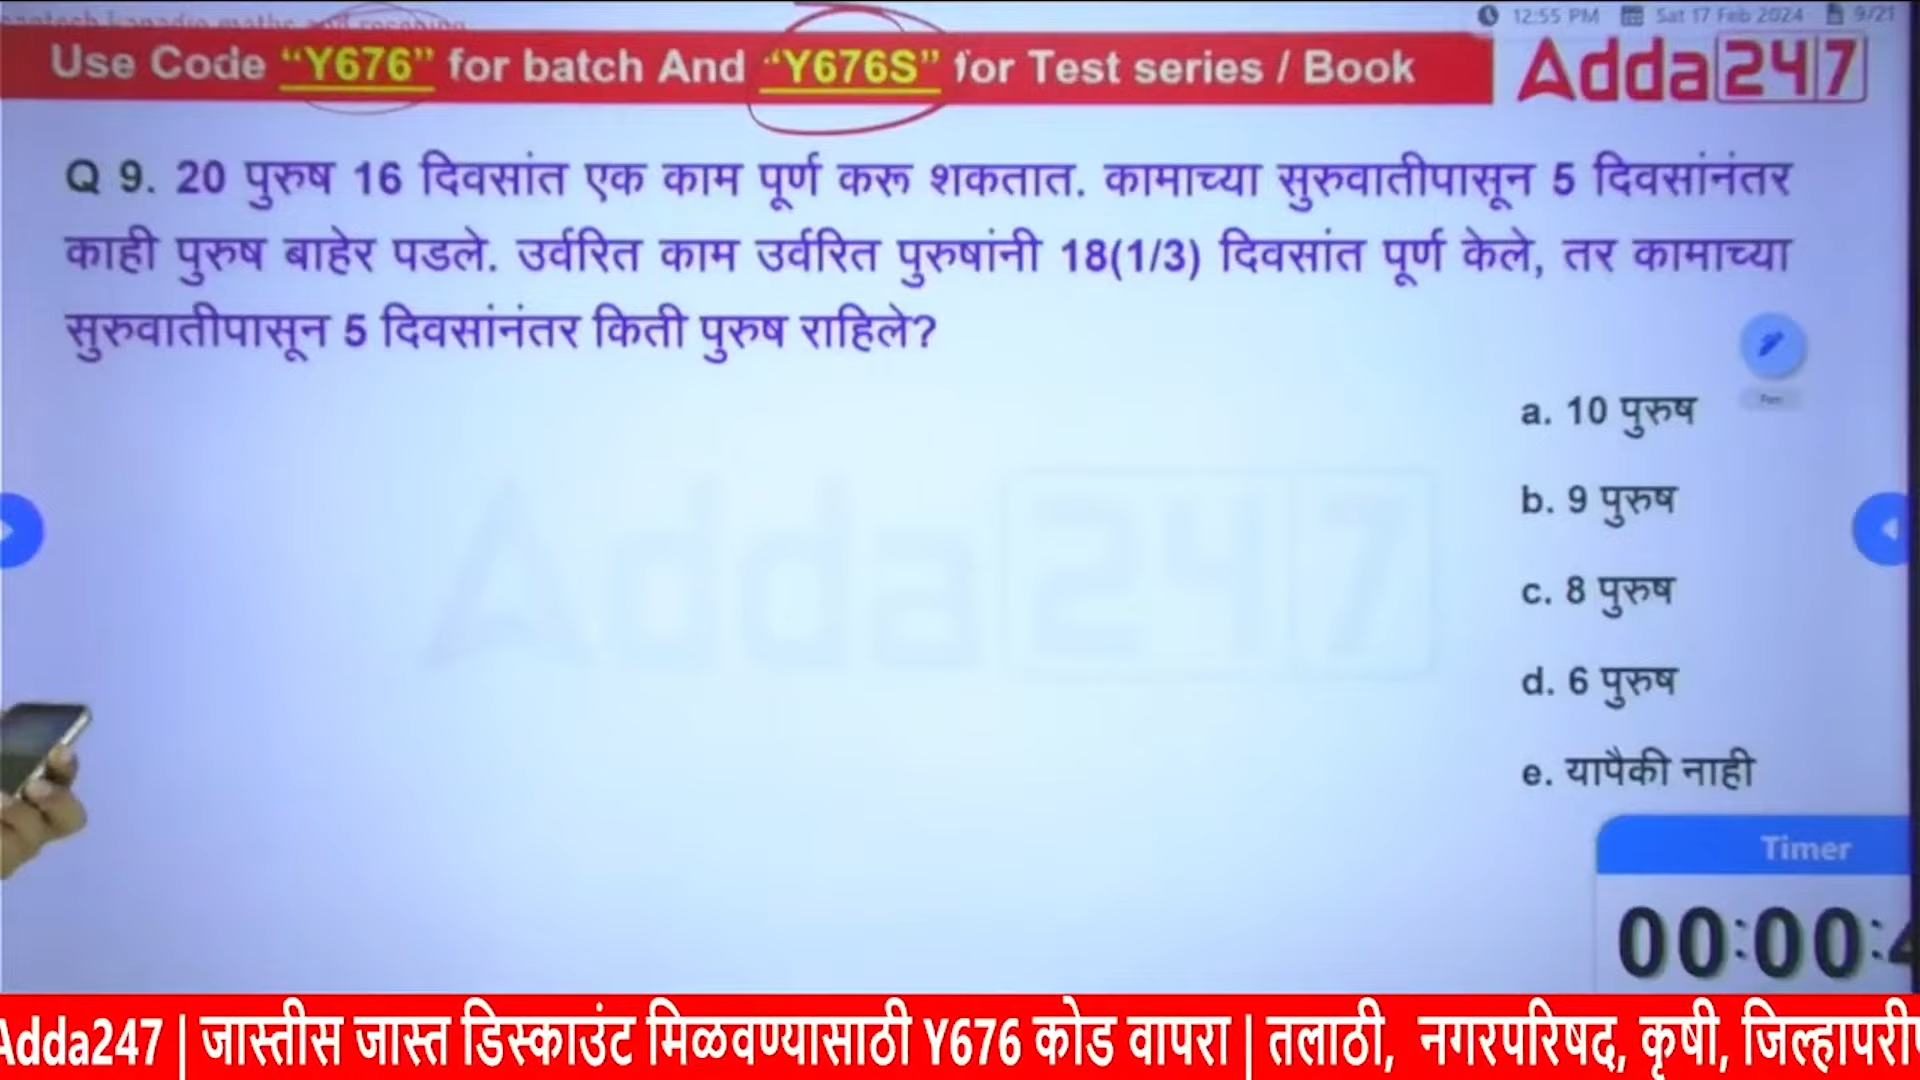 12:55 PM Sat 17 Feb 2024 9/21
Use Code “Y676” for batch And “Y676S” for Test series / Book
Adda247
Q 9. 20 पुरुष 16 दिवसांत एक काम पूर्ण करू शकतात. कामाच्या सुरुवातीपासून 5 दिवसांनंतर
काही पुरुष बाहेर पडले. उर्वरित काम उर्वरित पुरुषांनी 18(1/3) दिवसांत पूर्ण केले, तर कामाच्या
सुरुवातीपासून 5 दिवसांनंतर किती पुरुष राहिले?
Pen
a. 10 पुरुष
b. 9 पुरुष
c. 8 पुरुष
d. 6 पुरुष
e. यापैकी नाही
Adda247
Timer
00:00:4
Adda247 | जास्तीस जास्त डिस्काउंट मिळवण्यासाठी Y676 कोड वापरा | तलाठी, नगरपरिषद, कृषी,